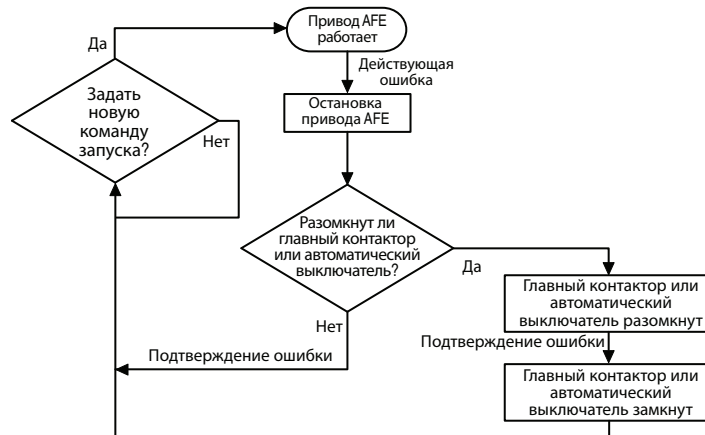 Привод AFE
работает
Да
Действующая
ошибка
Задать
новую
команду
запуска?
Нет
Остановка
привода AFE
Разомкнут ли
главный контактор
или автоматический
выключатель?
Да
Нет
Главный контактор или
автоматический
выключатель разомкнут
Подтверждение ошибки
Подтверждение ошибки
Главный контактор или
автоматический
выключатель замкнут